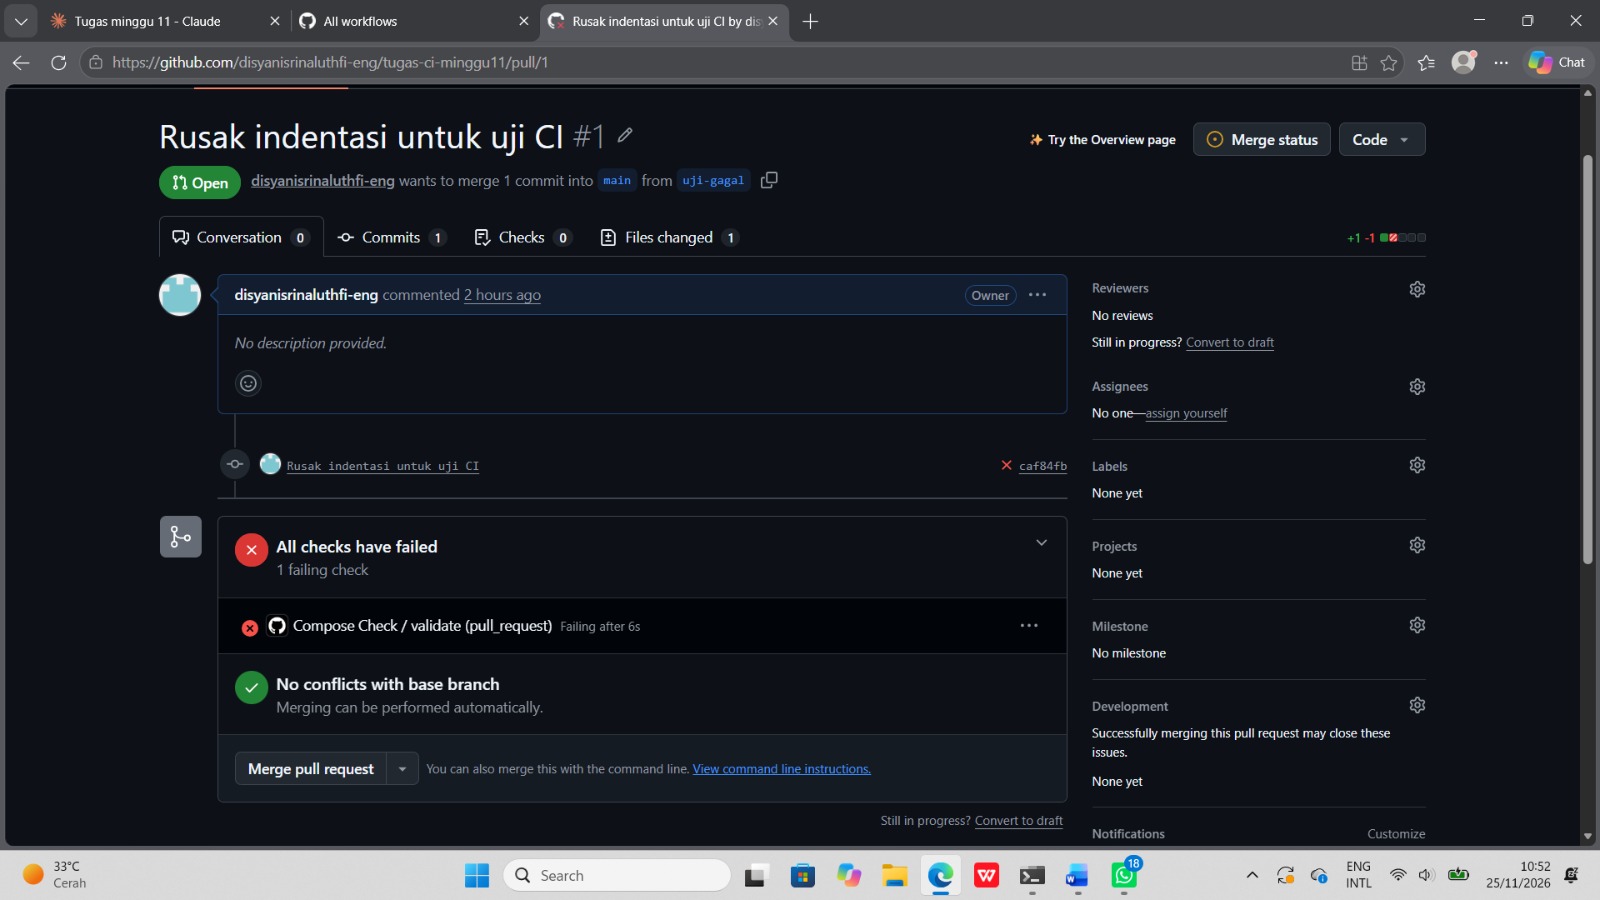 Tugas minggu 11 - Claude
All workflows
Rusak indentasi untuk uji CI by dis
https://github.com/disyanisrinaluthfi-eng/tugas-ci-minggu11/pull/1
Chat
Rusak indentasi untuk uji CI #1
Try the Overview page
Merge status
Code
Open
disyanisrinaluthfi-eng wants to merge 1 commit into main from uji-gagal
Conversation 0
Commits 1
Checks 0
Files changed 1
+1 -1
disyanisrinaluthfi-eng commented 2 hours ago
Owner
No description provided.
Rusak indentasi untuk uji CI
caf84fb
All checks have failed
1 failing check
Compose Check / validate (pull_request) Failing after 6s
No conflicts with base branch
Merging can be performed automatically.
Merge pull request
You can also merge this with the command line. View command line instructions.
Still in progress? Convert to draft
Reviewers
No reviews
Still in progress? Convert to draft
Assignees
No one—assign yourself
Labels
None yet
Projects
None yet
Milestone
No milestone
Development
Successfully merging this pull request may close these
issues.
None yet
Notifications
Customize
33°C
Cerah
Search
W
18
ENG
INTL
10:52
25/11/2026